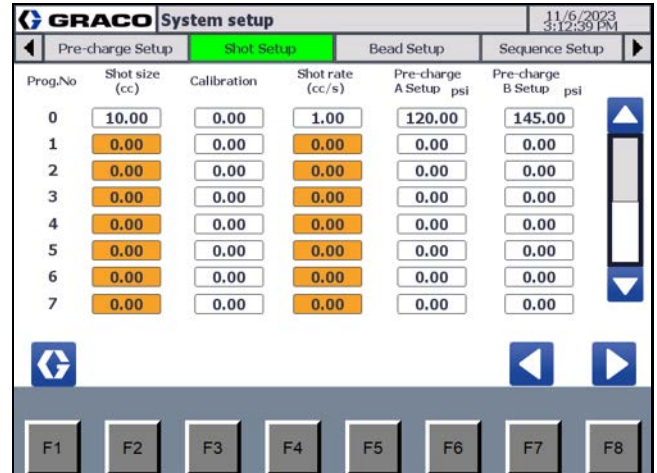 GRACO System setup 11/6/2023
3:12:39 PM
Pre-charge Setup Shot Setup Bead Setup Sequence Setup
Prog.No Shot size (cc) Calibration Shot rate (cc/s) Pre-charge A Setup psi Pre-charge B Setup psi
0 10.00 0.00 1.00 120.00 145.00
1 0.00 0.00 0.00 0.00 0.00
2 0.00 0.00 0.00 0.00 0.00
3 0.00 0.00 0.00 0.00 0.00
4 0.00 0.00 0.00 0.00 0.00
5 0.00 0.00 0.00 0.00 0.00
6 0.00 0.00 0.00 0.00 0.00
7 0.00 0.00 0.00 0.00 0.00
F1 F2 F3 F4 F5 F6 F7 F8